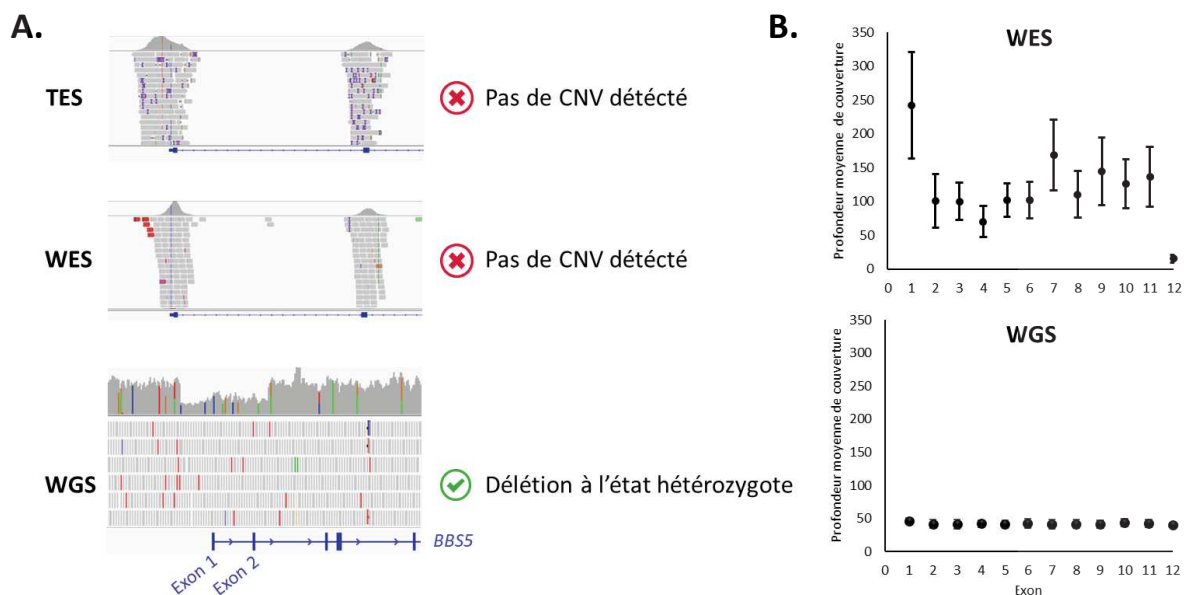 A.
TES
Pas de CNV détécté
WES
Pas de CNV détécté
WGS
Délétion à l'état hétérozygote
BBS5
Exon 1
Exon 2
B.
WES
Profondeur moyenne de couverture
350
300
250
200
150
100
50
0
0 1 2 3 4 5 6 7 8 9 10 11 12
WGS
Profondeur moyenne de couverture
350
300
250
200
150
100
50
0
0 1 2 3 4 5 6 7 8 9 10 11 12
Exon